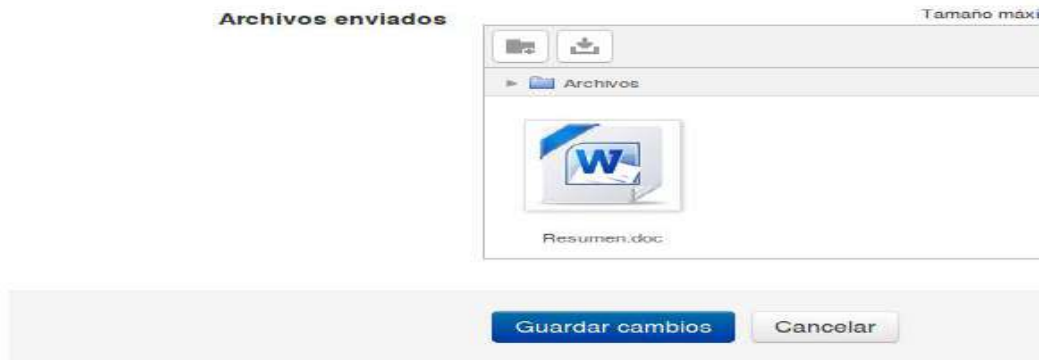 Archivos enviados
Tamaño máxi
Archivos
W
Resumen.doc
Guardar cambios Cancelar